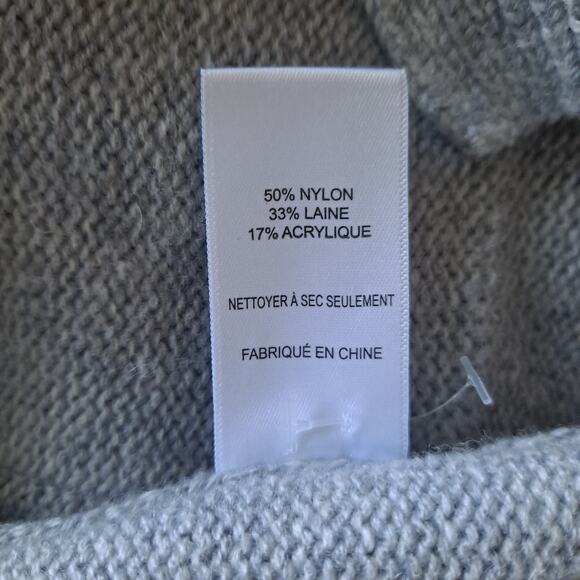 50% NYLON
33% LAINE
17% ACRYLIQUE
NETTOYER À SEC SEULEMENT
FABRIQUÉ EN CHINE